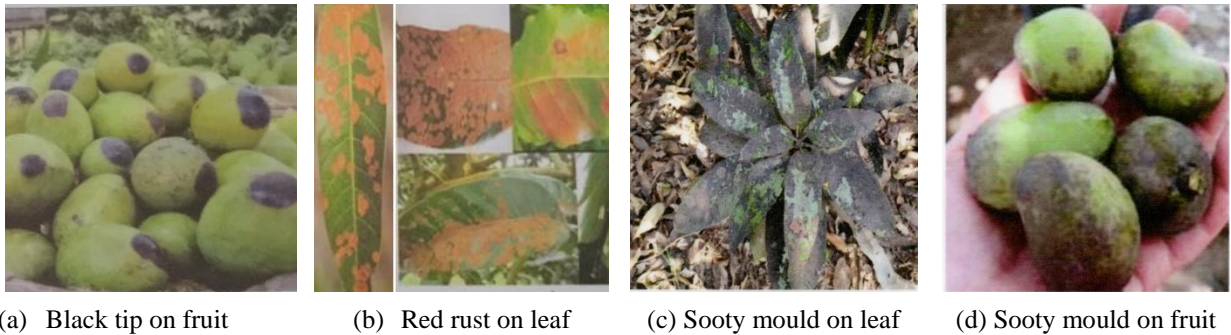 (a) Black tip on fruit
(b) Red rust on leaf
(c) Sooty mould on leaf
(d) Sooty mould on fruit